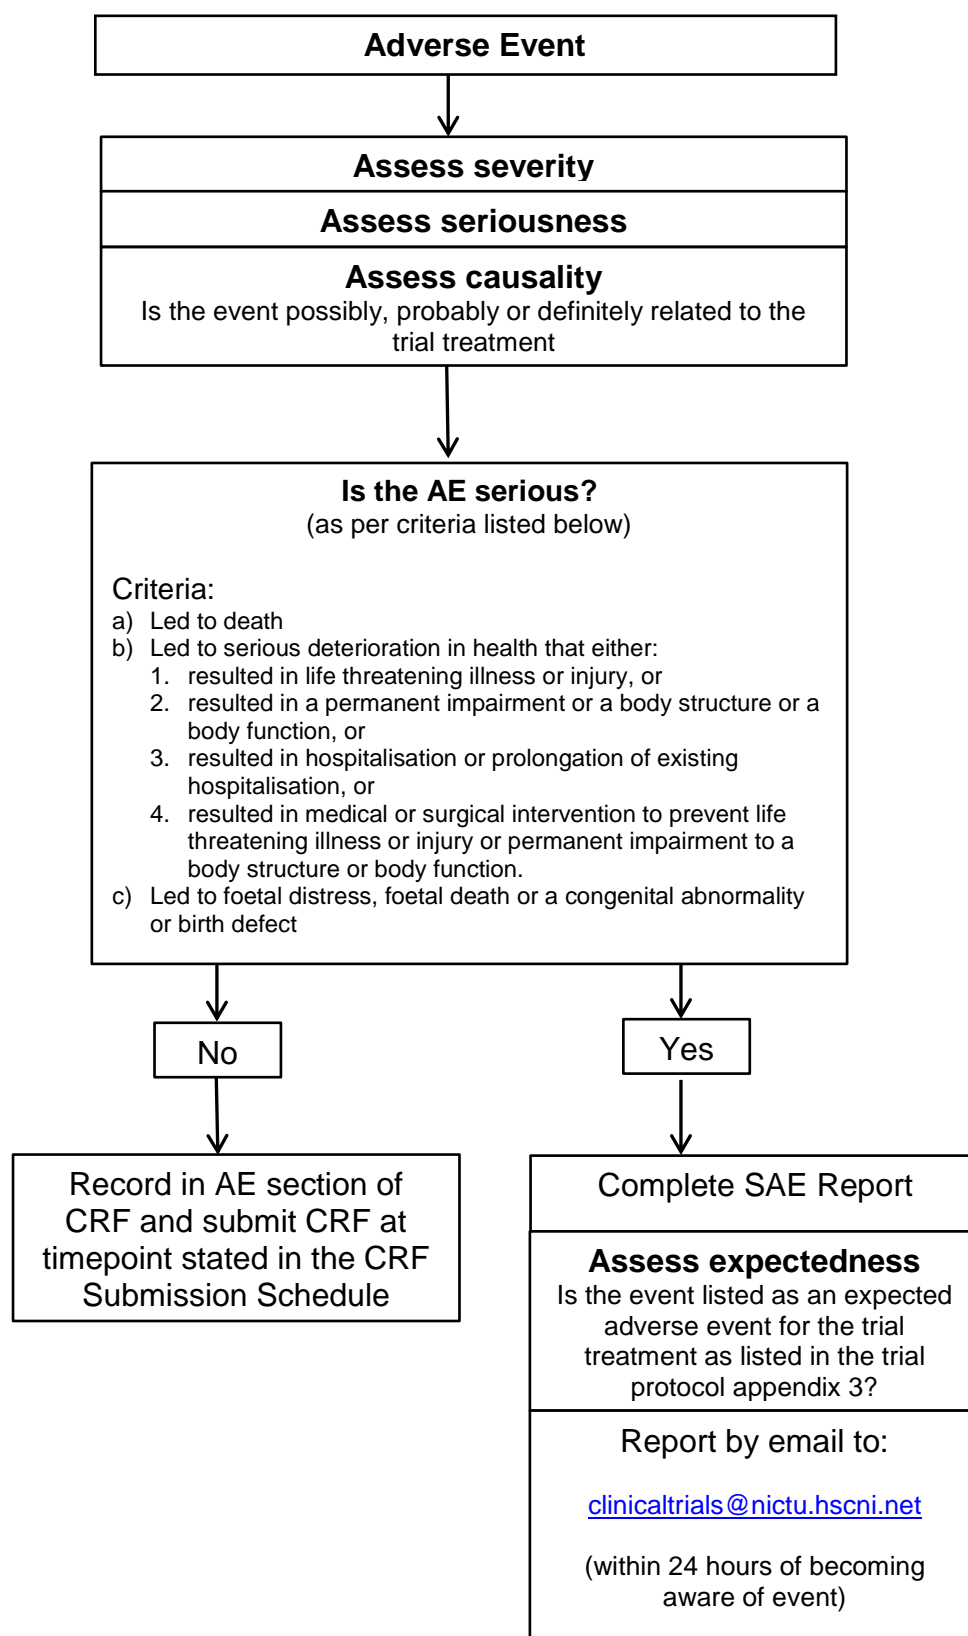 Adverse Event
Assess severity
Assess seriousness
Assess causality
Is the event possibly, probably or definitely related to the
trial treatment
Is the AE serious?
(as per criteria listed below)
Criteria:
a) Led to death
b) Led to serious deterioration in health that either:
1. resulted in life threatening illness or injury, or
2. resulted in a permanent impairment or a body structure or a
body function, or
3. resulted in hospitalisation or prolongation of existing
hospitalisation, or
4. resulted in medical or surgical intervention to prevent life
threatening illness or injury or permanent impairment to a
body structure or body function.
c) Led to foetal distress, foetal death or a congenital abnormality
or birth defect
No
Yes
Record in AE section of
CRF and submit CRF at
timepoint stated in the CRF
Submission Schedule
Complete SAE Report
Assess expectedness
Is the event listed as an expected
adverse event for the trial
treatment as listed in the trial
protocol appendix 3?
Report by email to:
clinicaltrials@nictu.hscni.net
(within 24 hours of becoming
aware of event)